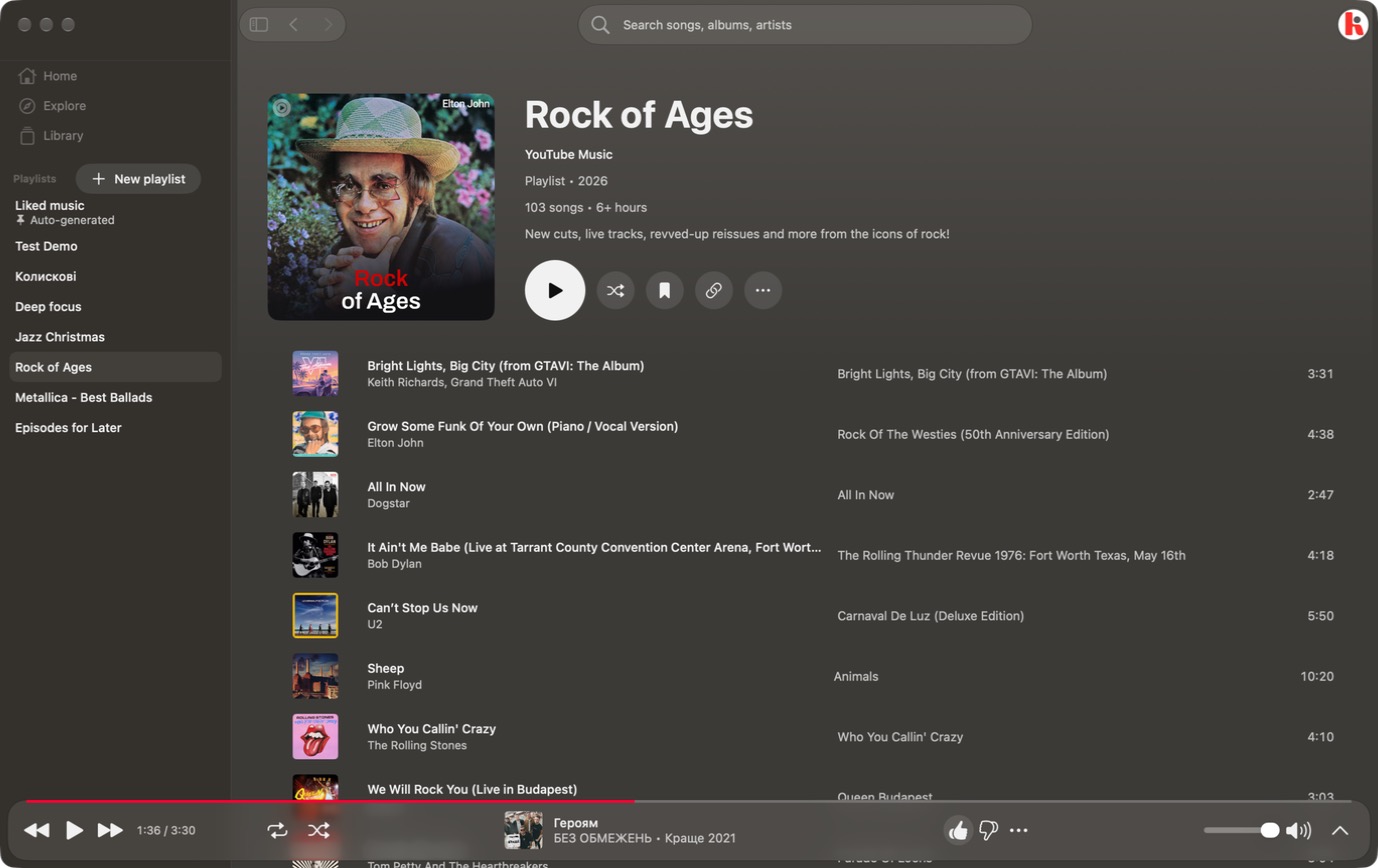 Search songs, albums, artists
Home
Explore
Library
Playlists
New playlist
Liked music
Auto-generated
Test Demo
Колискові
Deep focus
Jazz Christmas
Rock of Ages
Metallica - Best Ballads
Episodes for Later
Elton John
Rock
of Ages
Rock of Ages
YouTube Music
Playlist • 2026
103 songs • 6+ hours
New cuts, live tracks, revved-up reissues and more from the icons of rock!
Bright Lights, Big City (from GTAVI: The Album)
Keith Richards, Grand Theft Auto VI
Bright Lights, Big City (from GTAVI: The Album)
3:31
Grow Some Funk Of Your Own (Piano / Vocal Version)
Elton John
Rock Of The Westies (50th Anniversary Edition)
4:38
All In Now
Dogstar
All In Now
2:47
It Ain't Me Babe (Live at Tarrant County Convention Center Arena, Fort Wort...
Bob Dylan
The Rolling Thunder Revue 1976: Fort Worth Texas, May 16th
4:18
Can't Stop Us Now
U2
Carnaval De Luz (Deluxe Edition)
5:50
Sheep
Pink Floyd
Animals
10:20
Who You Callin' Crazy
The Rolling Stones
Who You Callin' Crazy
4:10
We Will Rock You (Live in Budapest)
Queen Budapest
3:03
1:36 / 3:30
Героям
БЕЗ ОБМЕЖЕНЬ • Краще 2021
Tom Petty And The Heartbreakers